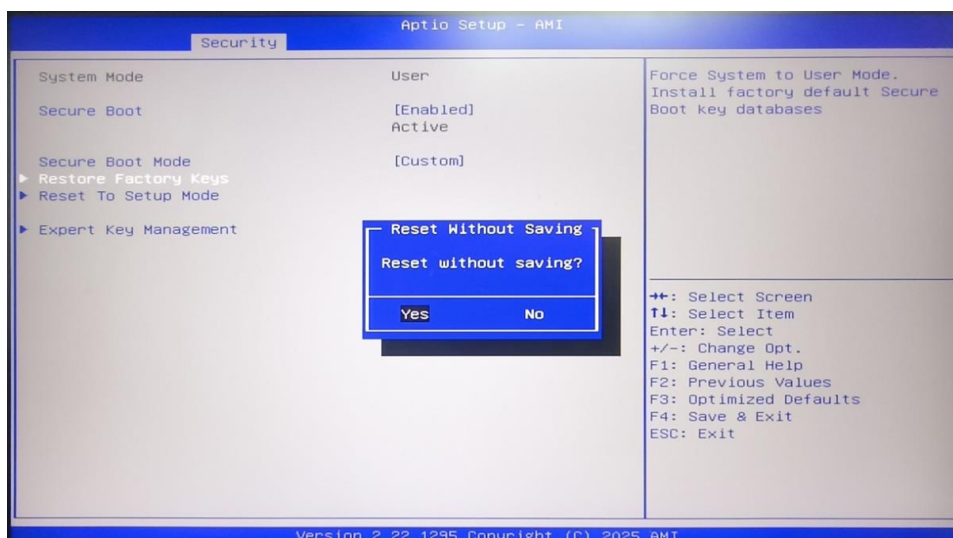 Aptio Setup – AMI
Security
System Mode User
Secure Boot [Enabled]
Active
Secure Boot Mode [Custom]
Restore Factory Keys
Reset To Setup Mode
Expert Key Management
Force System to User Mode.
Install factory default Secure
Boot key databases
Reset Without Saving
Reset without saving?
Yes No
→←: Select Screen
↑↓: Select Item
Enter: Select
+/-: Change Opt.
F1: General Help
F2: Previous Values
F3: Optimized Defaults
F4: Save & Exit
ESC: Exit
Version 2.22.1295 Copyright (C) 2025 AMI